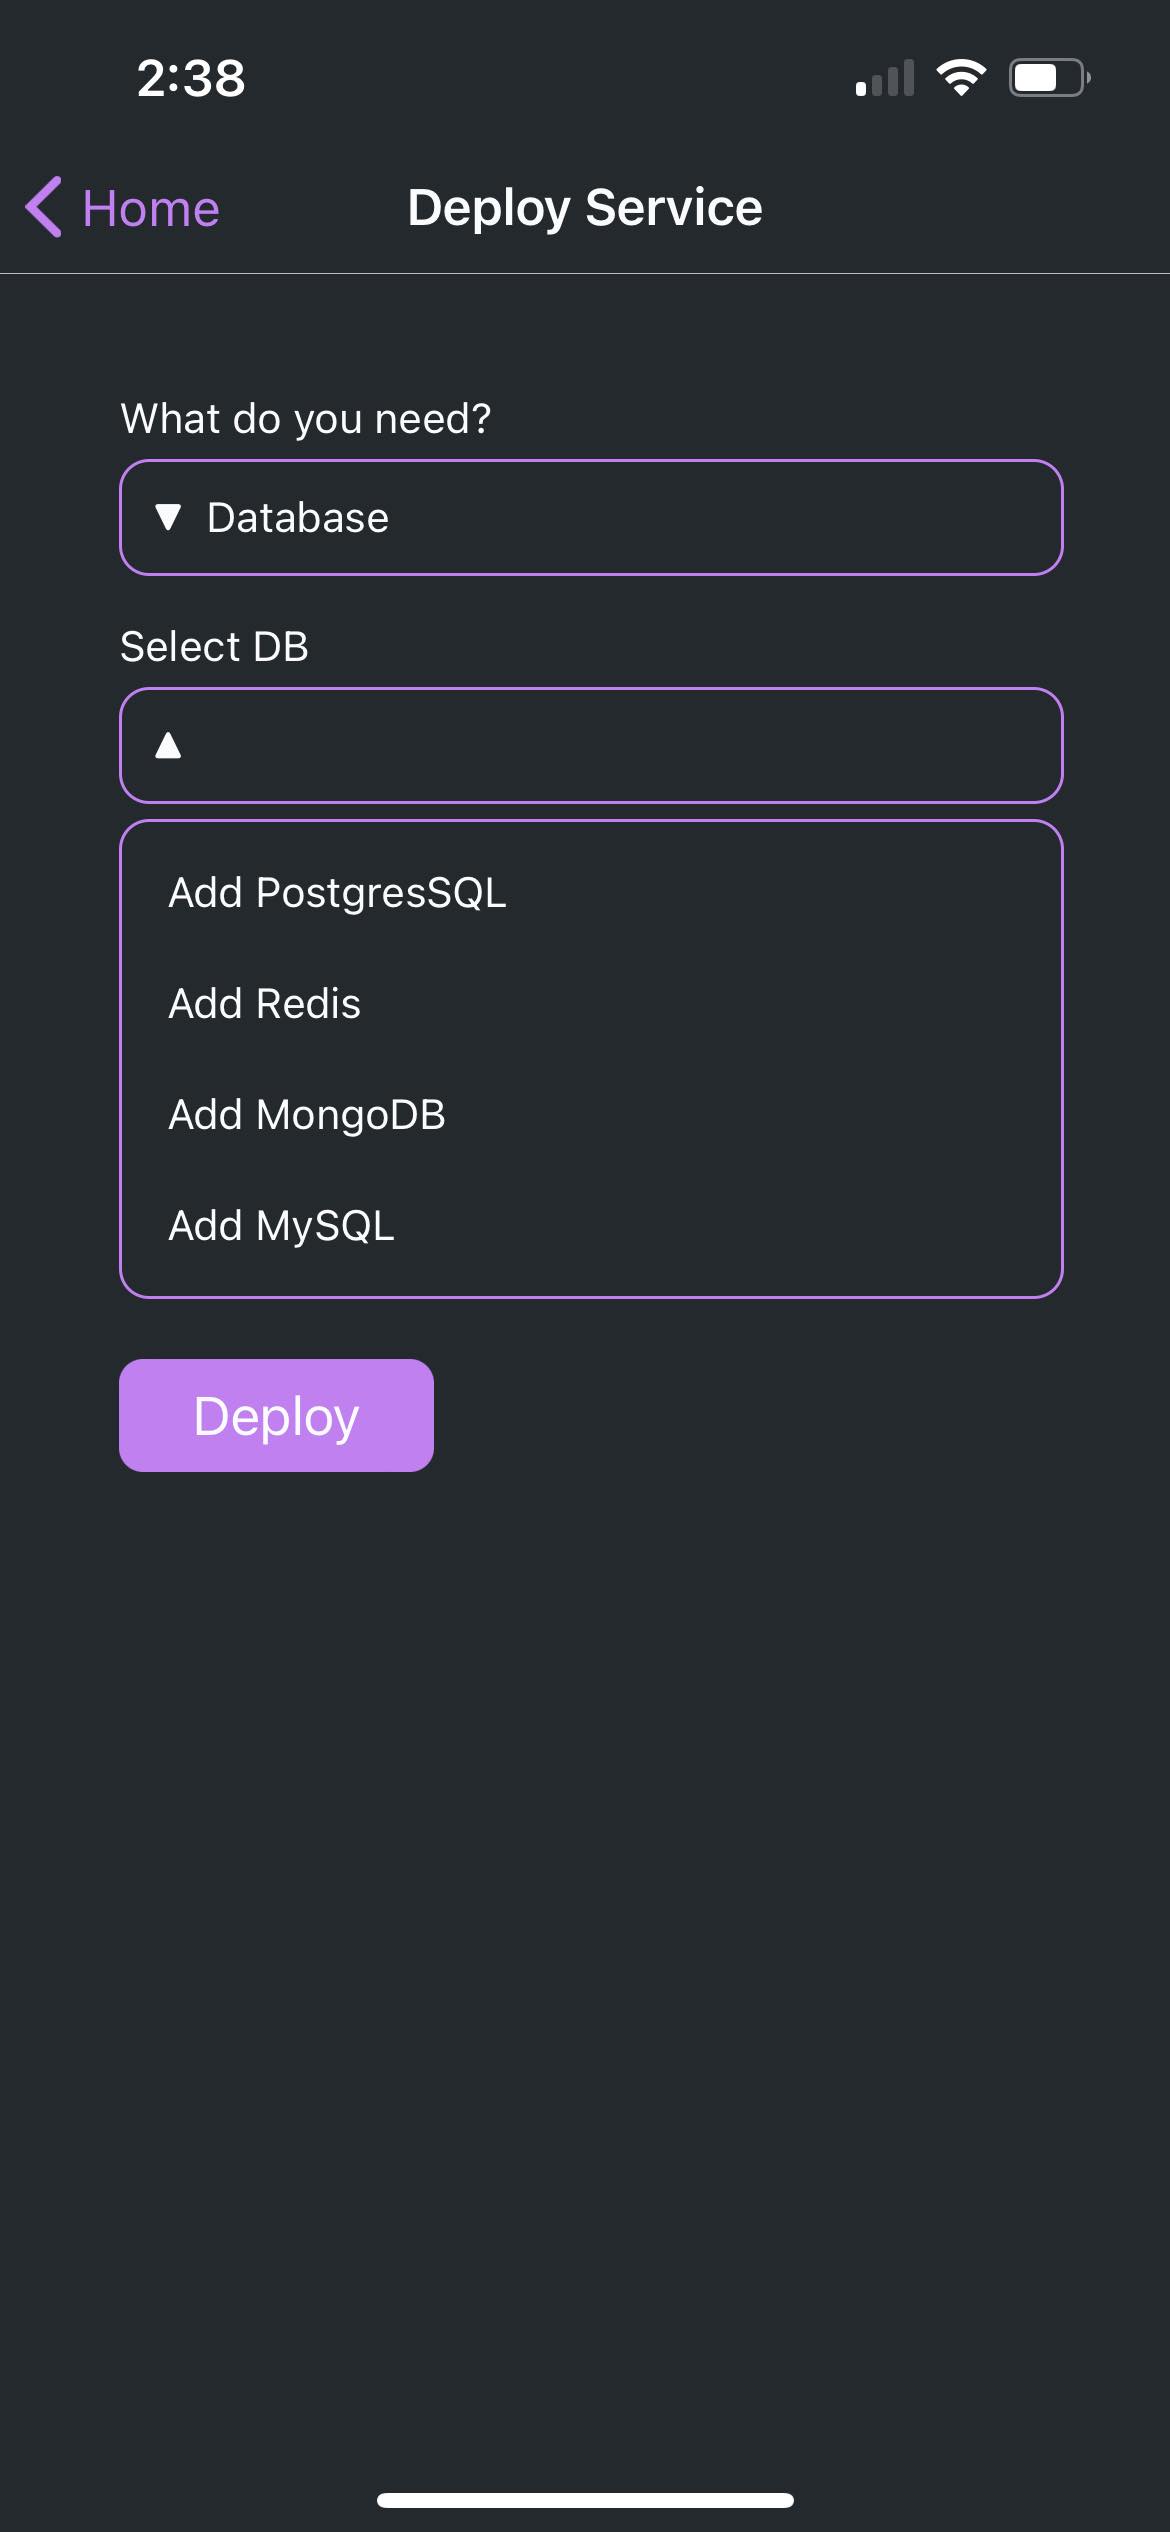 2:38
Home
Deploy Service
What do you need?
Database
Select DB
Add PostgresSQL
Add Redis
Add MongoDB
Add MySQL
Deploy